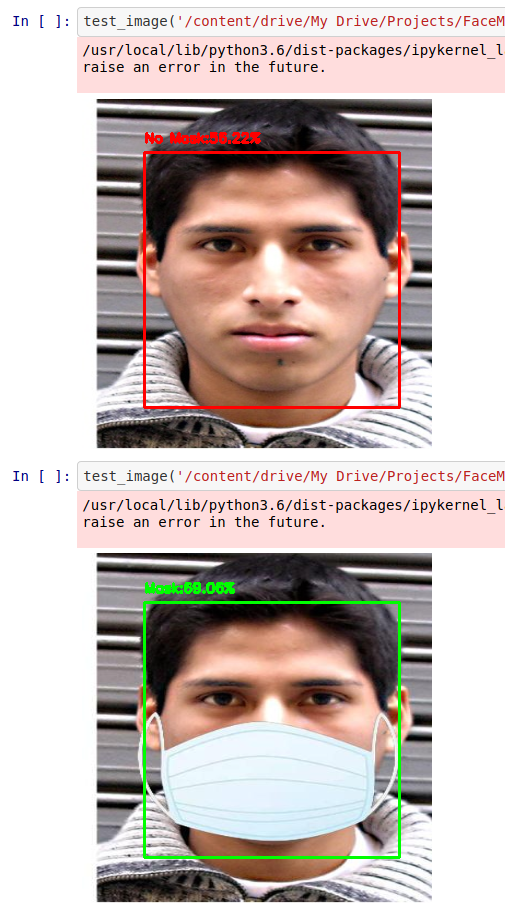 In [ ]: test_image('/content/drive/My Drive/Projects/FaceM
/usr/local/lib/python3.6/dist-packages/ipykernel_l
raise an error in the future.
No Mask:
In [ ]: test_image('/content/drive/My Drive/Projects/FaceM
/usr/local/lib/python3.6/dist-packages/ipykernel_l
raise an error in the future.
Mask:69.06%